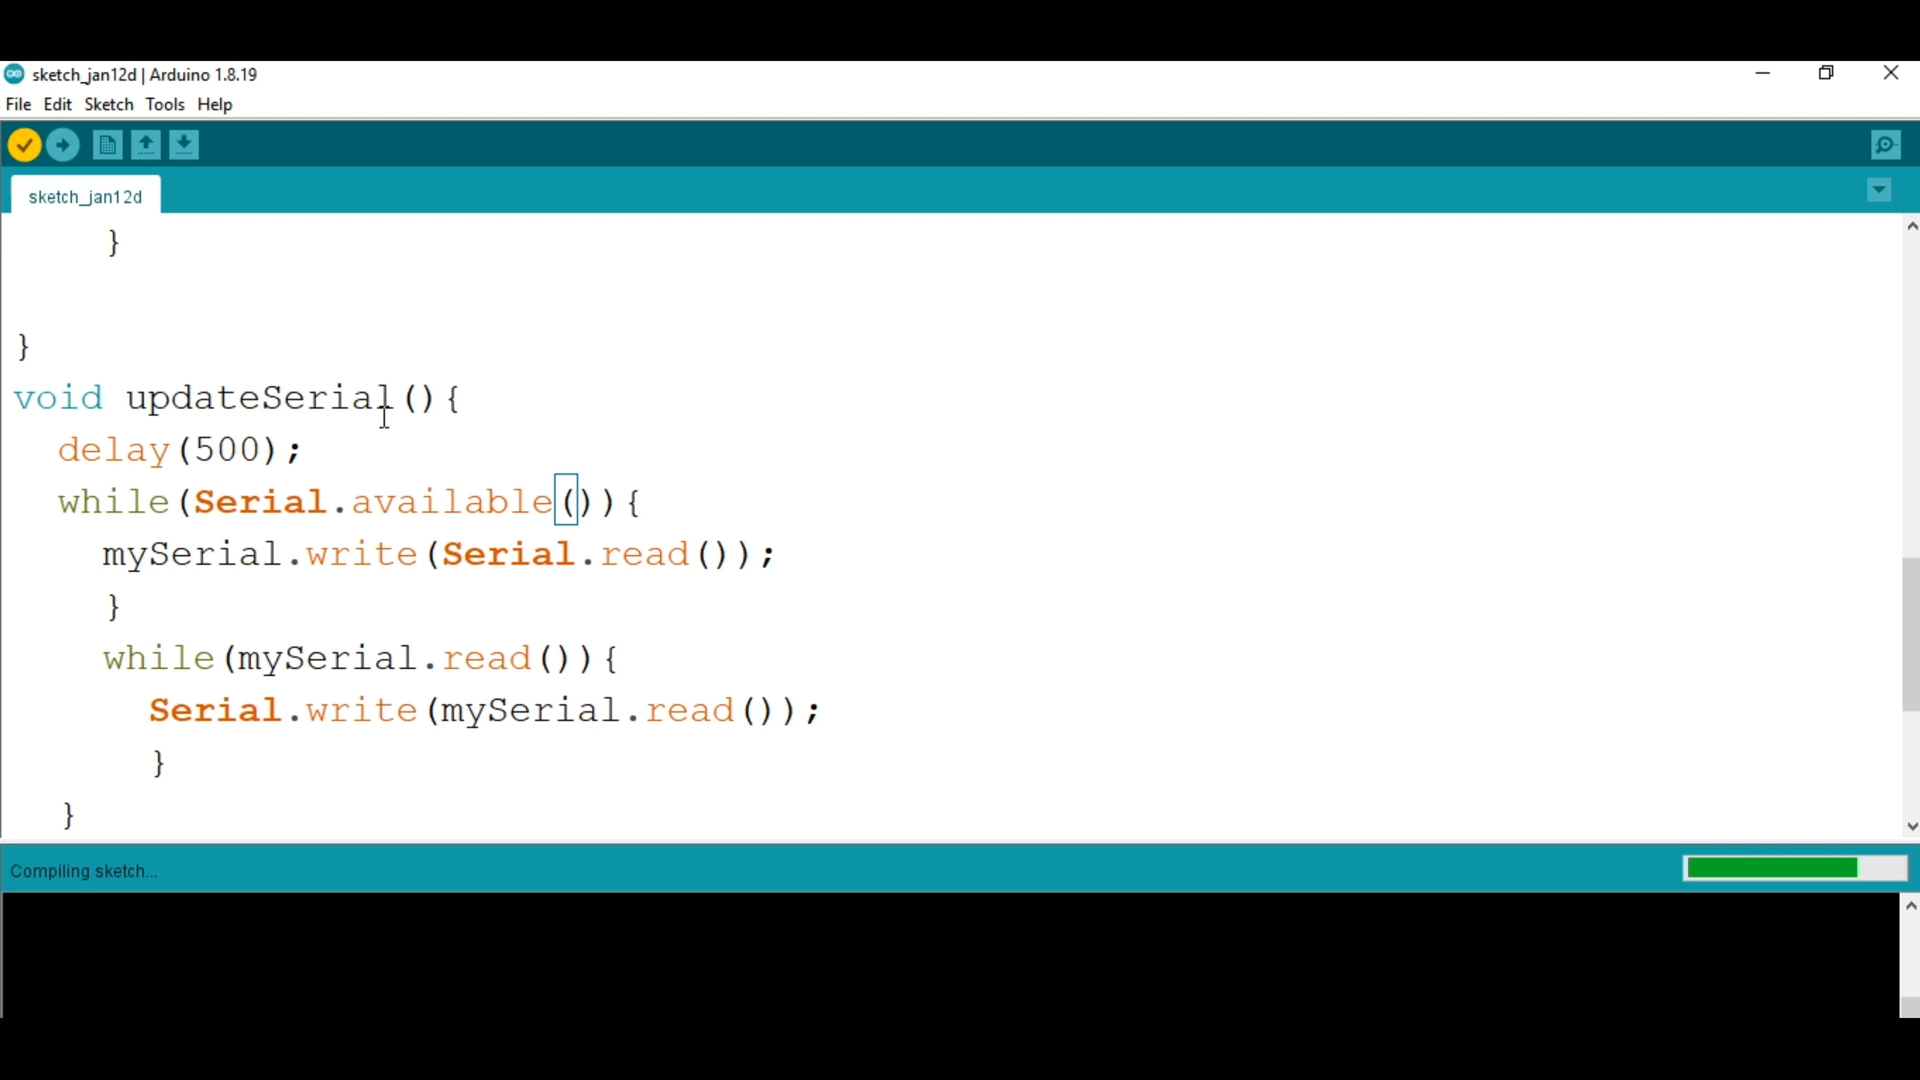 sketch_jan12d | Arduino 1.8.19
File Edit Sketch Tools Help
sketch_jan12d
}
}
void updateSerial(){
delay(500);
while(Serial.available()){
mySerial.write(Serial.read());
}
while(mySerial.read()){
Serial.write(mySerial.read());
}
}
Compiling sketch...